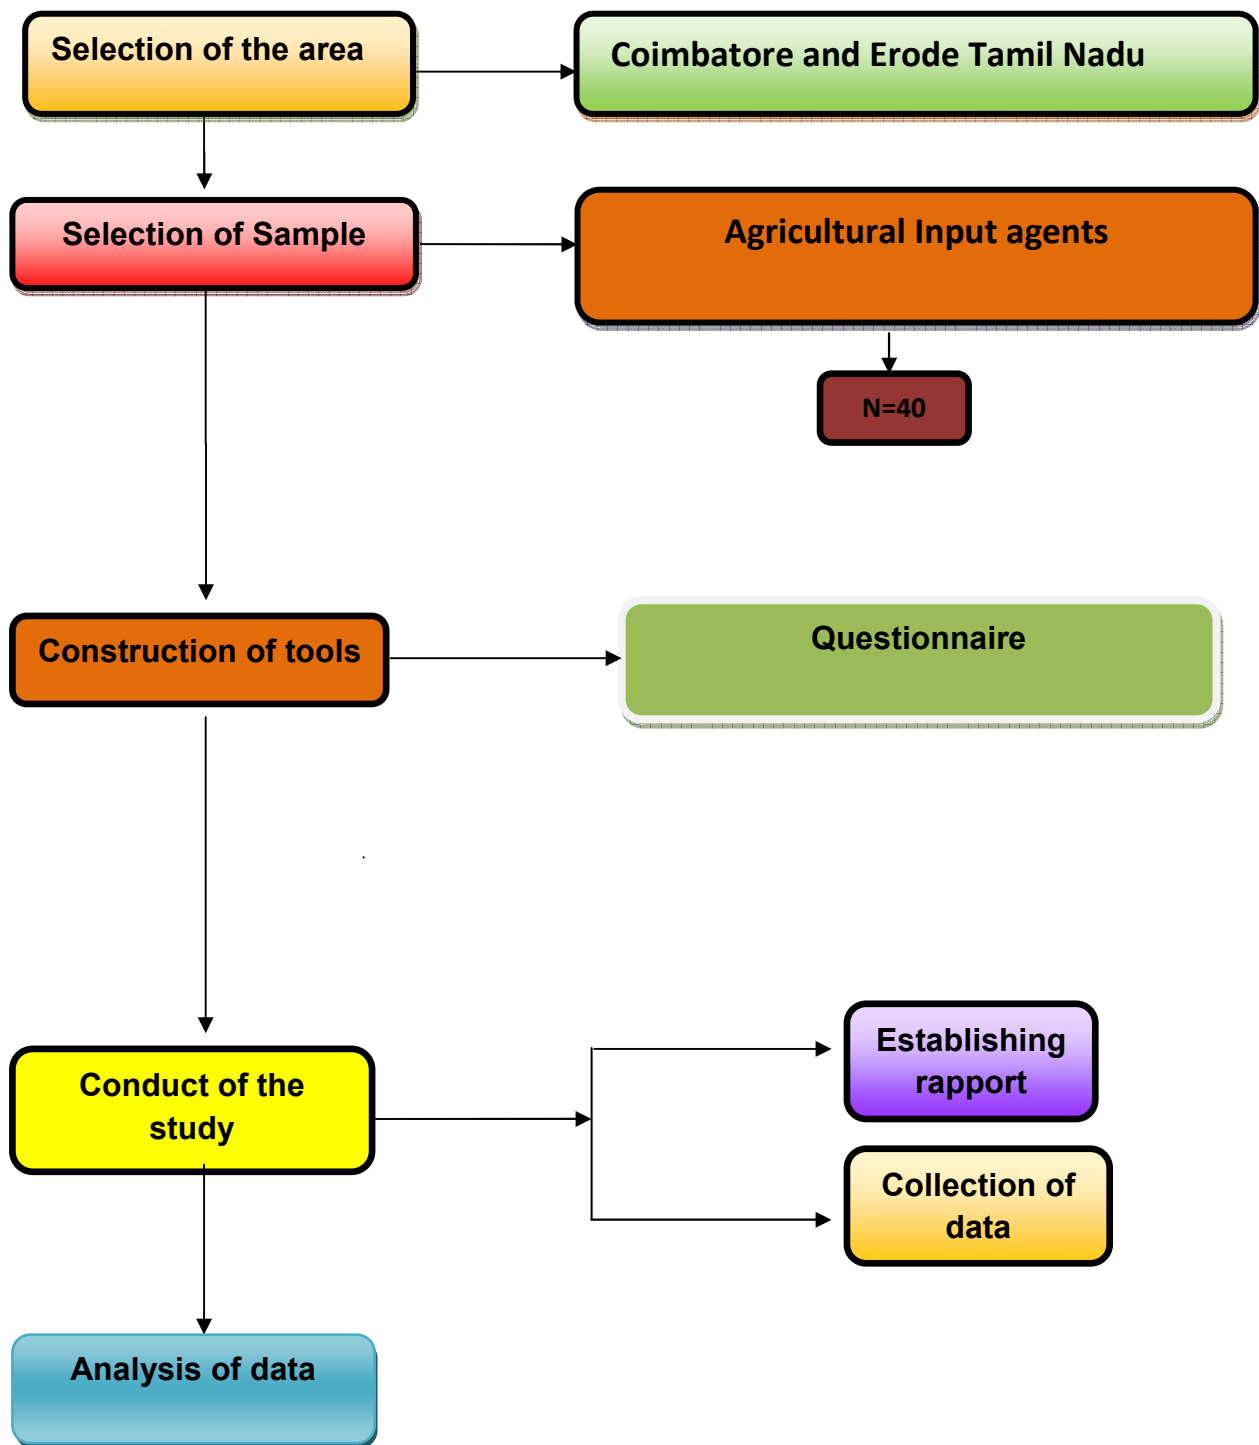 Selection of the area
Coimbatore and Erode Tamil Nadu
Selection of Sample
Agricultural Input agents
N=40
Construction of tools
Questionnaire
Conduct of the
study
Establishing
rapport
Collection of
data
Analysis of data